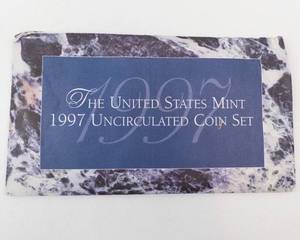 1997
THE UNITED STATES MINT
1997 UNCIRCULATED COIN SET